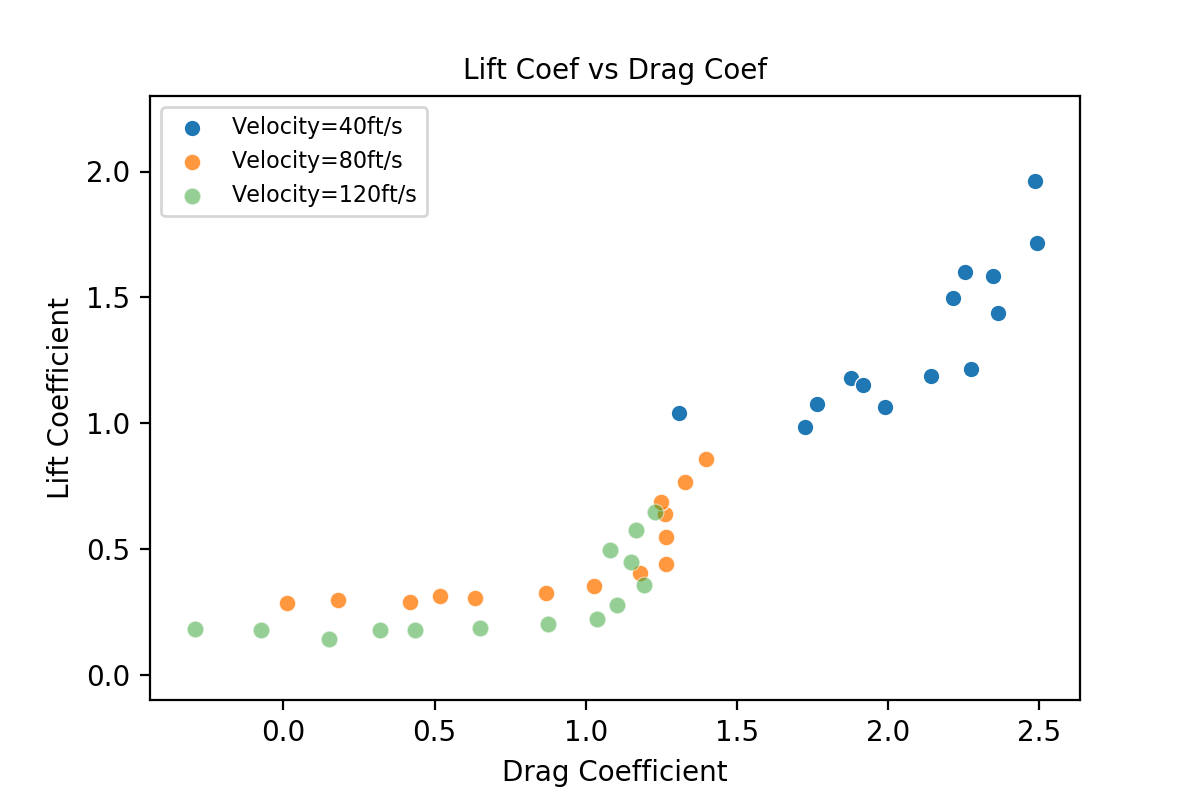 Lift Coef vs Drag Coef
Velocity=40ft/s
Velocity=80ft/s
Velocity=120ft/s
Lift Coefficient
2.0
1.5
1.0
0.5
0.0
0.0 0.5 1.0 1.5 2.0 2.5
Drag Coefficient